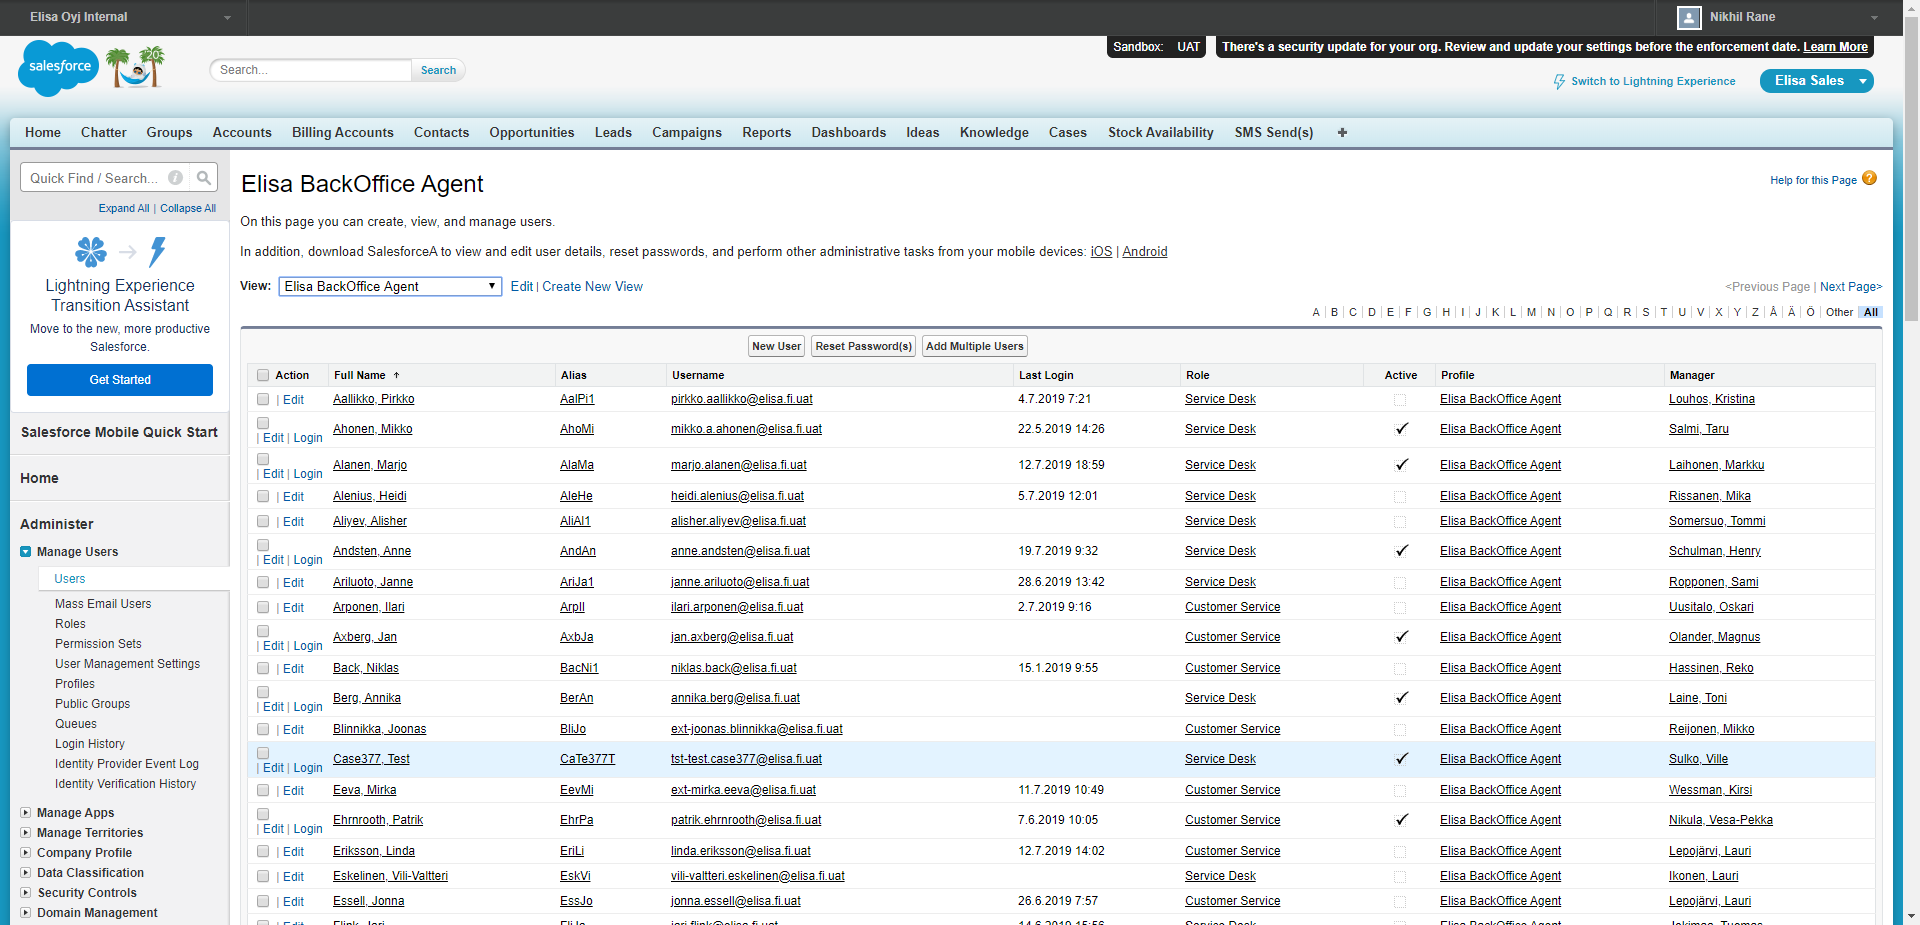 Elisa Oyj Internal
Nikhil Rane
salesforce
20
Search...
Search
Sandbox: UAT
There's a security update for your org. Review and update your settings before the enforcement date. Learn More
Switch to Lightning Experience
Elisa Sales
Home Chatter Groups Accounts Billing Accounts Contacts Opportunities Leads Campaigns Reports Dashboards Ideas Knowledge Cases Stock Availability SMS Send(s) +
Quick Find / Search...
Expand All | Collapse All
Lightning Experience
Transition Assistant
Move to the new, more productive
Salesforce.
Get Started
Salesforce Mobile Quick Start
Home
Administer
Manage Users
Users
Mass Email Users
Roles
Permission Sets
User Management Settings
Profiles
Public Groups
Queues
Login History
Identity Provider Event Log
Identity Verification History
Manage Apps
Manage Territories
Company Profile
Data Classification
Security Controls
Domain Management
Elisa BackOffice Agent
Help for this Page ?
On this page you can create, view, and manage users.
In addition, download SalesforceA to view and edit user details, reset passwords, and perform other administrative tasks from your mobile devices: iOS | Android
View: Elisa BackOffice Agent Edit | Create New View
<Previous Page | Next Page>
A | B | C | D | E | F | G | H | I | J | K | L | M | N | O | P | Q | R | S | T | U | V | X | Y | Z | Å | Ä | Ö | Other All
New User Reset Password(s) Add Multiple Users
Action Full Name ↑ Alias Username Last Login Role Active Profile Manager
| Edit Aallikko, Pirkko AalPi1 pirkko.aallikko@elisa.fi.uat 4.7.2019 7:21 Service Desk Elisa BackOffice Agent Louhos, Kristina
| Edit | Login Ahonen, Mikko AhoMi mikko.a.ahonen@elisa.fi.uat 22.5.2019 14:26 Service Desk ✓ Elisa BackOffice Agent Salmi, Taru
| Edit | Login Alanen, Marjo AlaMa marjo.alanen@elisa.fi.uat 12.7.2019 18:59 Service Desk ✓ Elisa BackOffice Agent Laihonen, Markku
| Edit Alenius, Heidi AleHe heidi.alenius@elisa.fi.uat 5.7.2019 12:01 Service Desk Elisa BackOffice Agent Rissanen, Mika
| Edit Aliyev, Alisher AliAl1 alisher.aliyev@elisa.fi.uat Service Desk Elisa BackOffice Agent Somersuo, Tommi
| Edit | Login Andsten, Anne AndAn anne.andsten@elisa.fi.uat 19.7.2019 9:32 Service Desk ✓ Elisa BackOffice Agent Schulman, Henry
| Edit Ariluoto, Janne AriJa1 janne.ariluoto@elisa.fi.uat 28.6.2019 13:42 Service Desk Elisa BackOffice Agent Ropponen, Sami
| Edit Arponen, Ilari ArpIl ilari.arponen@elisa.fi.uat 2.7.2019 9:16 Customer Service Elisa BackOffice Agent Uusitalo, Oskari
| Edit | Login Axberg, Jan AxbJa jan.axberg@elisa.fi.uat Customer Service ✓ Elisa BackOffice Agent Olander, Magnus
| Edit Back, Niklas BacNi1 niklas.back@elisa.fi.uat 15.1.2019 9:55 Customer Service Elisa BackOffice Agent Hassinen, Reko
| Edit | Login Berg, Annika BerAn annika.berg@elisa.fi.uat Service Desk ✓ Elisa BackOffice Agent Laine, Toni
| Edit Blinnikka, Joonas BliJo ext-joonas.blinnikka@elisa.fi.uat Customer Service Elisa BackOffice Agent Reijonen, Mikko
| Edit | Login Case377, Test CaTe377T tst-test.case377@elisa.fi.uat Service Desk ✓ Elisa BackOffice Agent Sulko, Ville
| Edit Eeva, Mirka EevMi ext-mirka.eeva@elisa.fi.uat 11.7.2019 10:49 Customer Service Elisa BackOffice Agent Wessman, Kirsi
| Edit | Login Ehrnrooth, Patrik EhrPa patrik.ehrnrooth@elisa.fi.uat 7.6.2019 10:05 Customer Service ✓ Elisa BackOffice Agent Nikula, Vesa-Pekka
| Edit Eriksson, Linda EriLi linda.eriksson@elisa.fi.uat 12.7.2019 14:02 Customer Service Elisa BackOffice Agent Lepojärvi, Lauri
| Edit Eskelinen, Vili-Valtteri EskVi vili-valtteri.eskelinen@elisa.fi.uat Service Desk Elisa BackOffice Agent Ikonen, Lauri
| Edit Essell, Jonna EssJo jonna.essell@elisa.fi.uat 26.6.2019 7:57 Customer Service Elisa BackOffice Agent Lepojärvi, Lauri